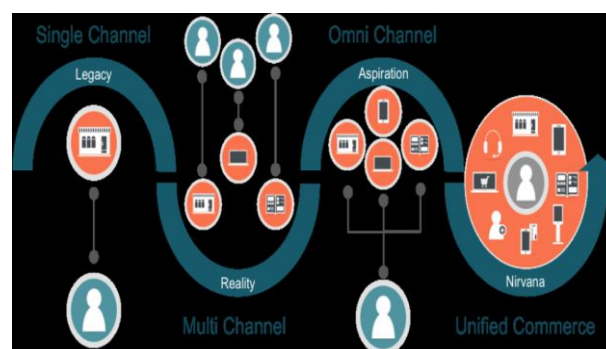 Single Channel
Legacy
Reality
Multi Channel
Omni Channel
Aspiration
Nirvana
Unified Commerce